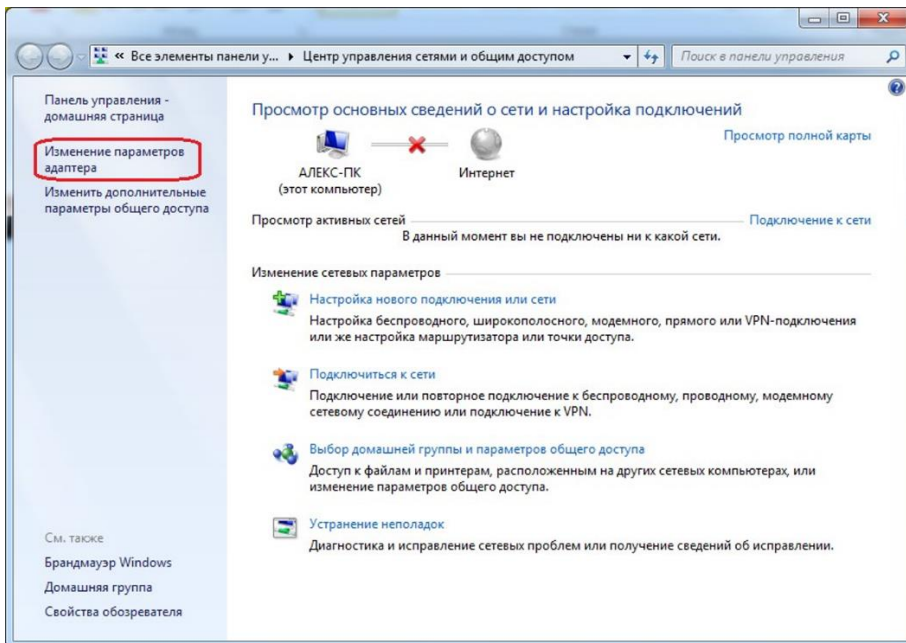 « Все элементы панели у... ▸ Центр управления сетями и общим доступом
Поиск в панели управления
Панель управления -
домашняя страница
Изменение параметров
адаптера
Изменить дополнительные
параметры общего доступа
Просмотр основных сведений о сети и настройка подключений
Просмотр полной карты
АЛЕКС-ПК
(этот компьютер)
Интернет
Просмотр активных сетей
Подключение к сети
В данный момент вы не подключены ни к какой сети.
Изменение сетевых параметров
Настройка нового подключения или сети
Настройка беспроводного, широкополосного, модемного, прямого или VPN-подключения
или же настройка маршрутизатора или точки доступа.
Подключиться к сети
Подключение или повторное подключение к беспроводному, проводному, модемному
сетевому соединению или подключение к VPN.
Выбор домашней группы и параметров общего доступа
Доступ к файлам и принтерам, расположенным на других сетевых компьютерах, или
изменение параметров общего доступа.
Устранение неполадок
Диагностика и исправление сетевых проблем или получение сведений об исправлении.
См. также
Брандмауэр Windows
Домашняя группа
Свойства обозревателя